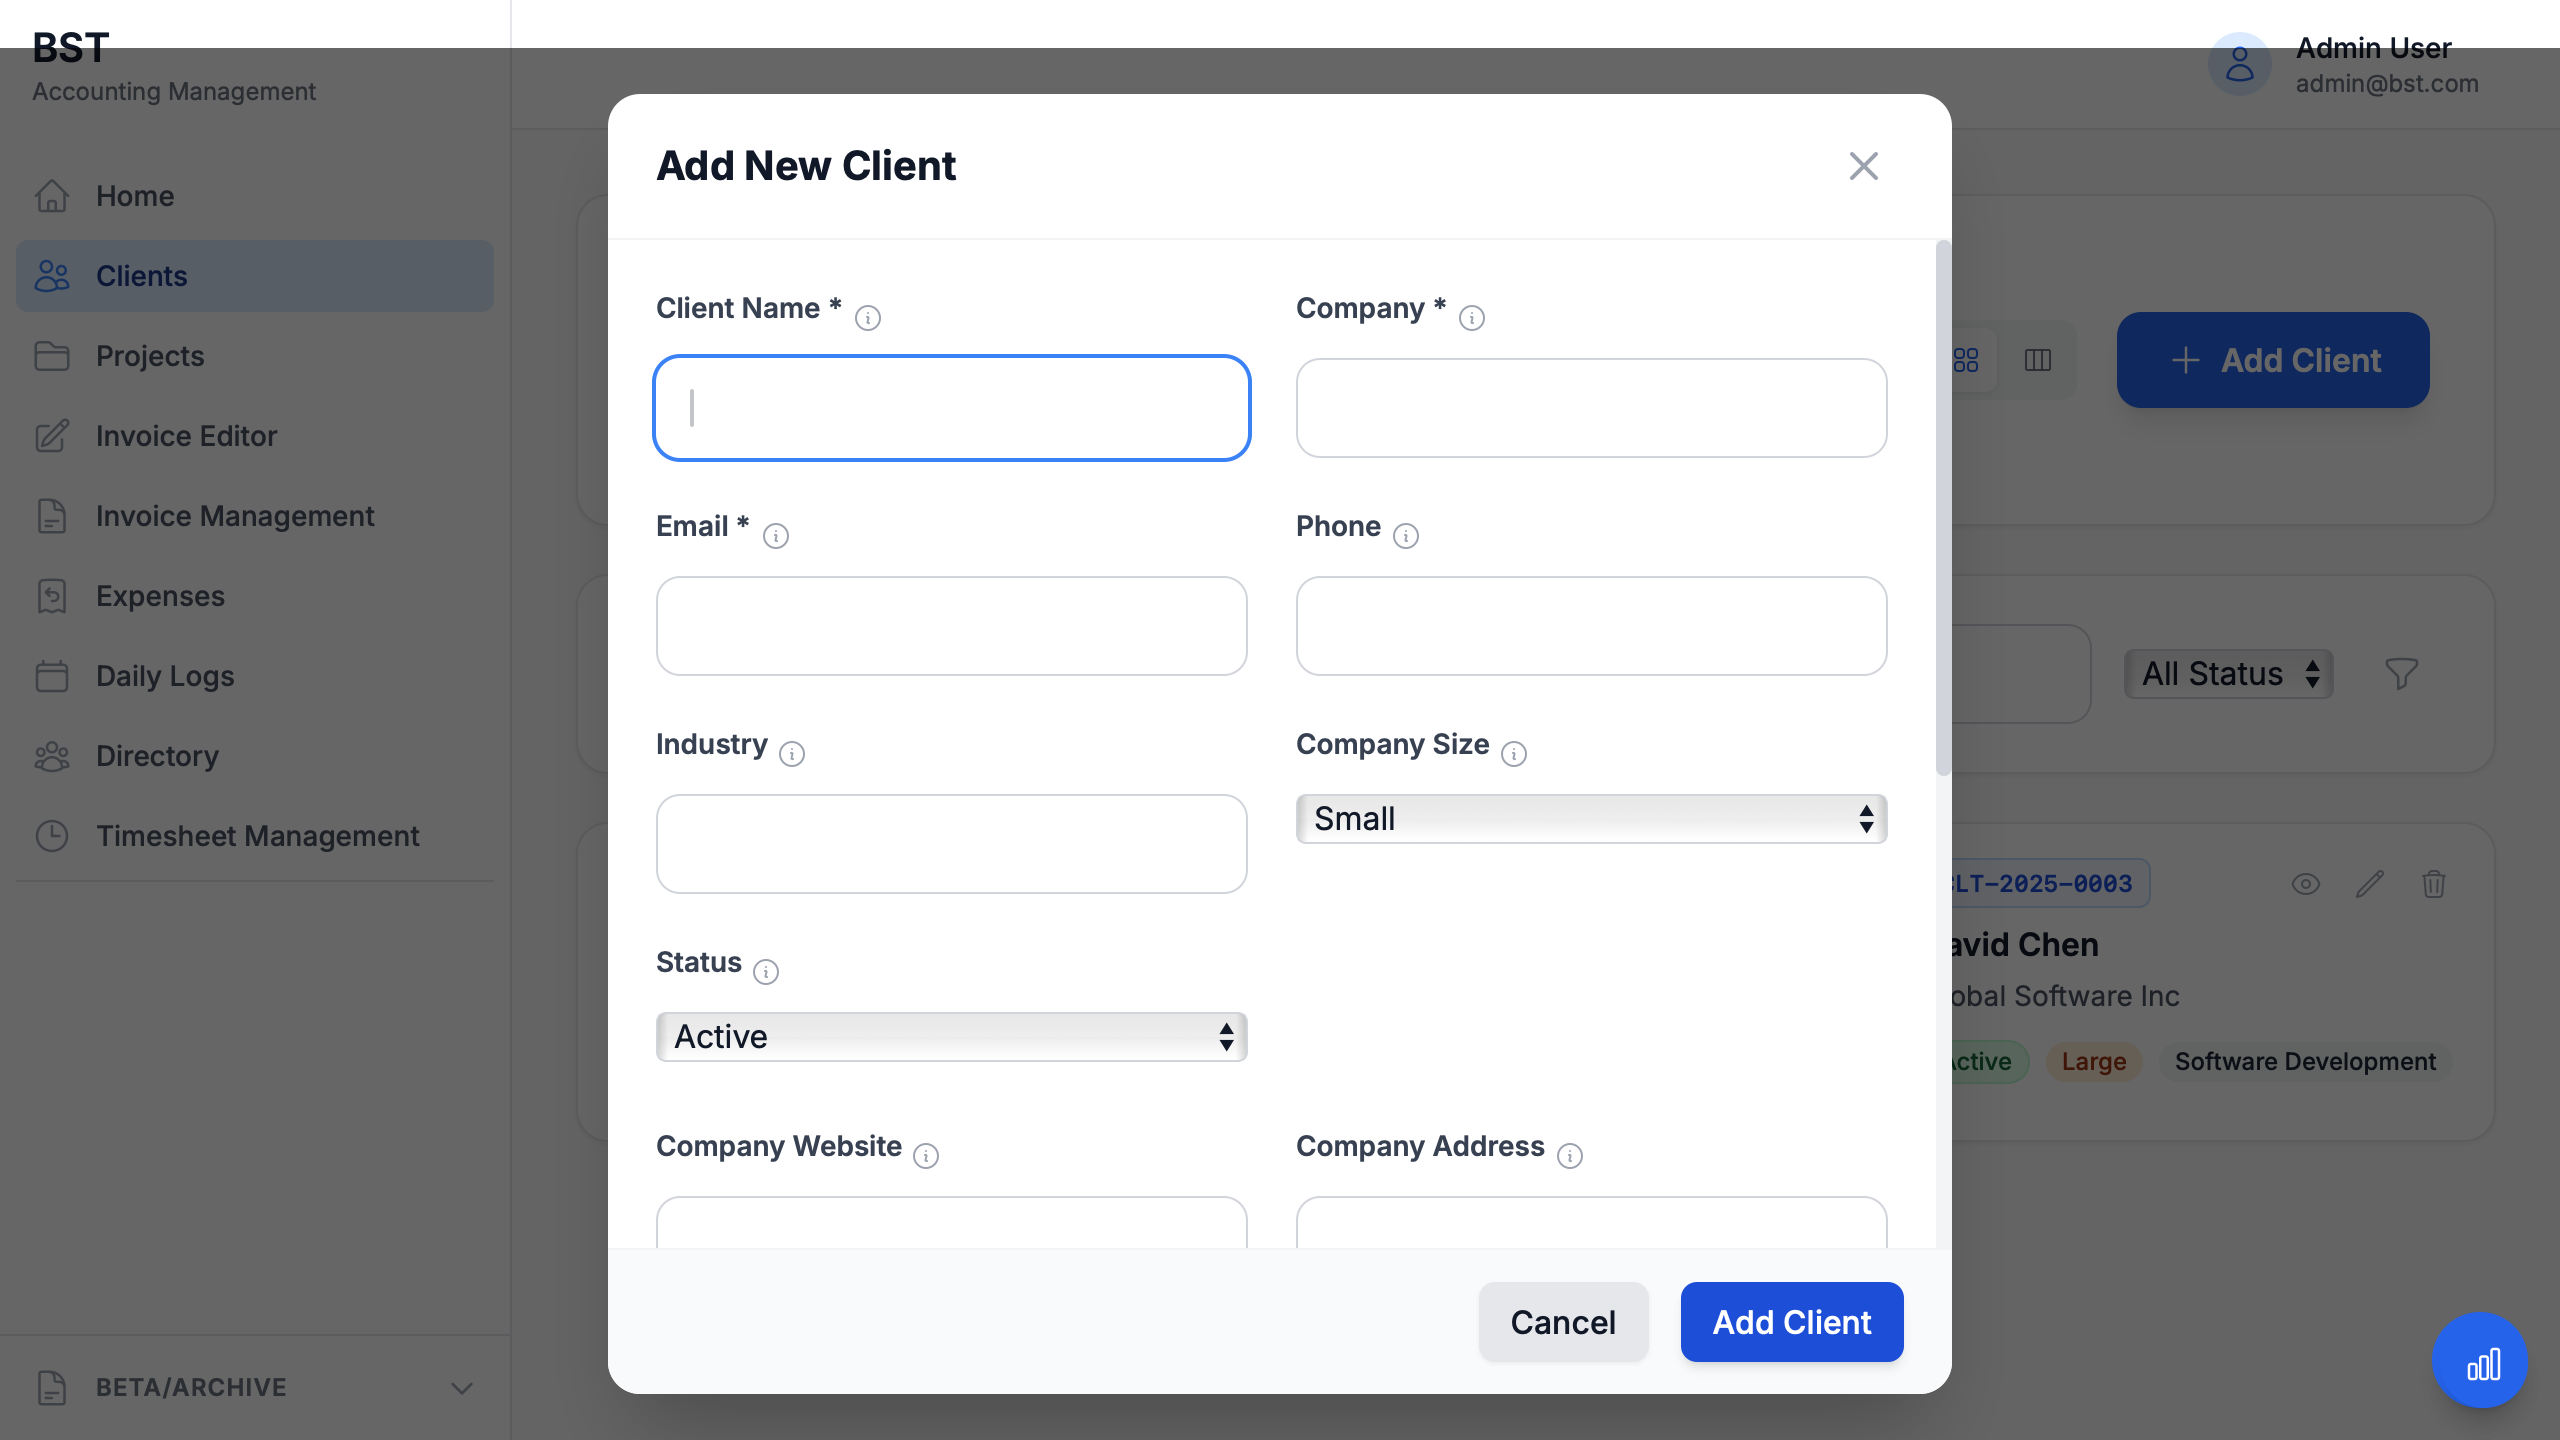 BST
Accounting Management
Admin User
admin@bst.com
Home
Clients
Projects
Invoice Editor
Invoice Management
Expenses
Daily Logs
Directory
Timesheet Management
BETA/ARCHIVE
Add New Client
Client Name *
Company *
Email *
Phone
Industry
Company Size
Small
Status
Active
Company Website
Company Address
Cancel
Add Client
Add Client
All Status
LT-2025-0003
avid Chen
obal Software Inc
ctive
Large
Software Development